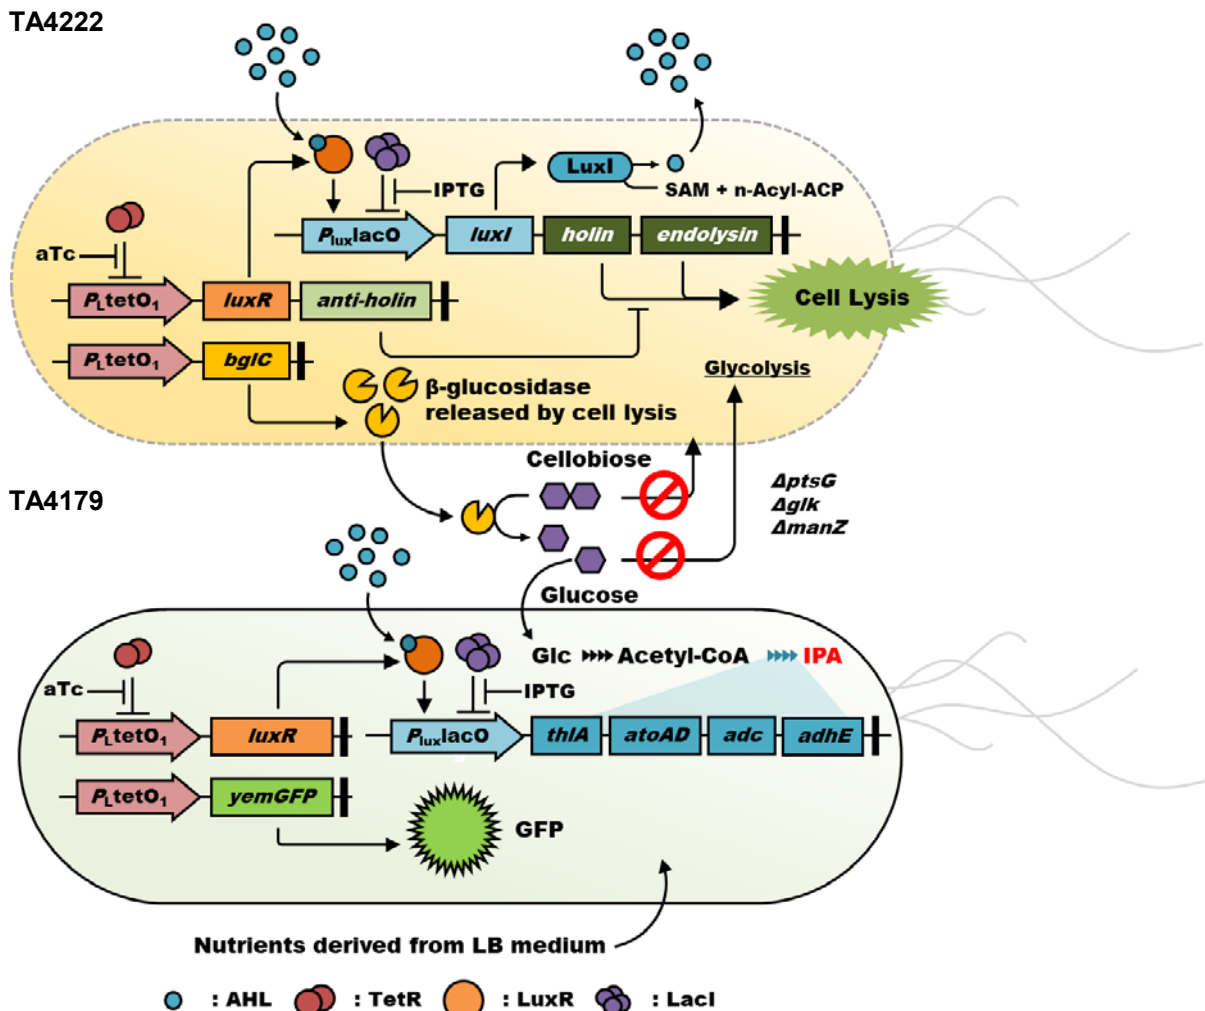 TA4222
LuxI
SAM + n-Acyl-ACP
IPTG
PluxlacO luxI holin endolysin
aTc
PLtetO1 luxR anti-holin
Cell Lysis
PLtetO1 bglC
Glycolysis
β-glucosidase
released by cell lysis
Cellobiose
TA4179
ΔptsG
Δglk
ΔmanZ
Glucose
Glc Acetyl-CoA IPA
aTc
IPTG
PLtetO1 luxR PluxlacO thlA atoAD adc adhE
PLtetO1 yemGFP
GFP
Nutrients derived from LB medium
: AHL : TetR : LuxR : LacI